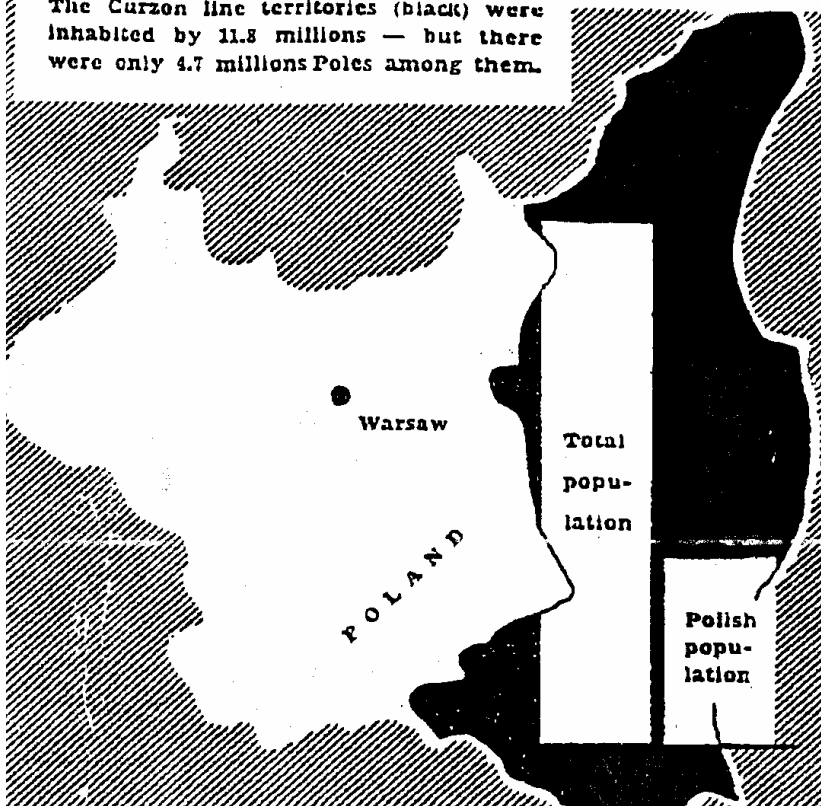 The Curzon line territories (black) were
inhabited by 11.8 millions — but there
were only 4.7 millions Poles among them.
Warsaw
Total
popu-
lation
POLAND
Polish
popu-
lation